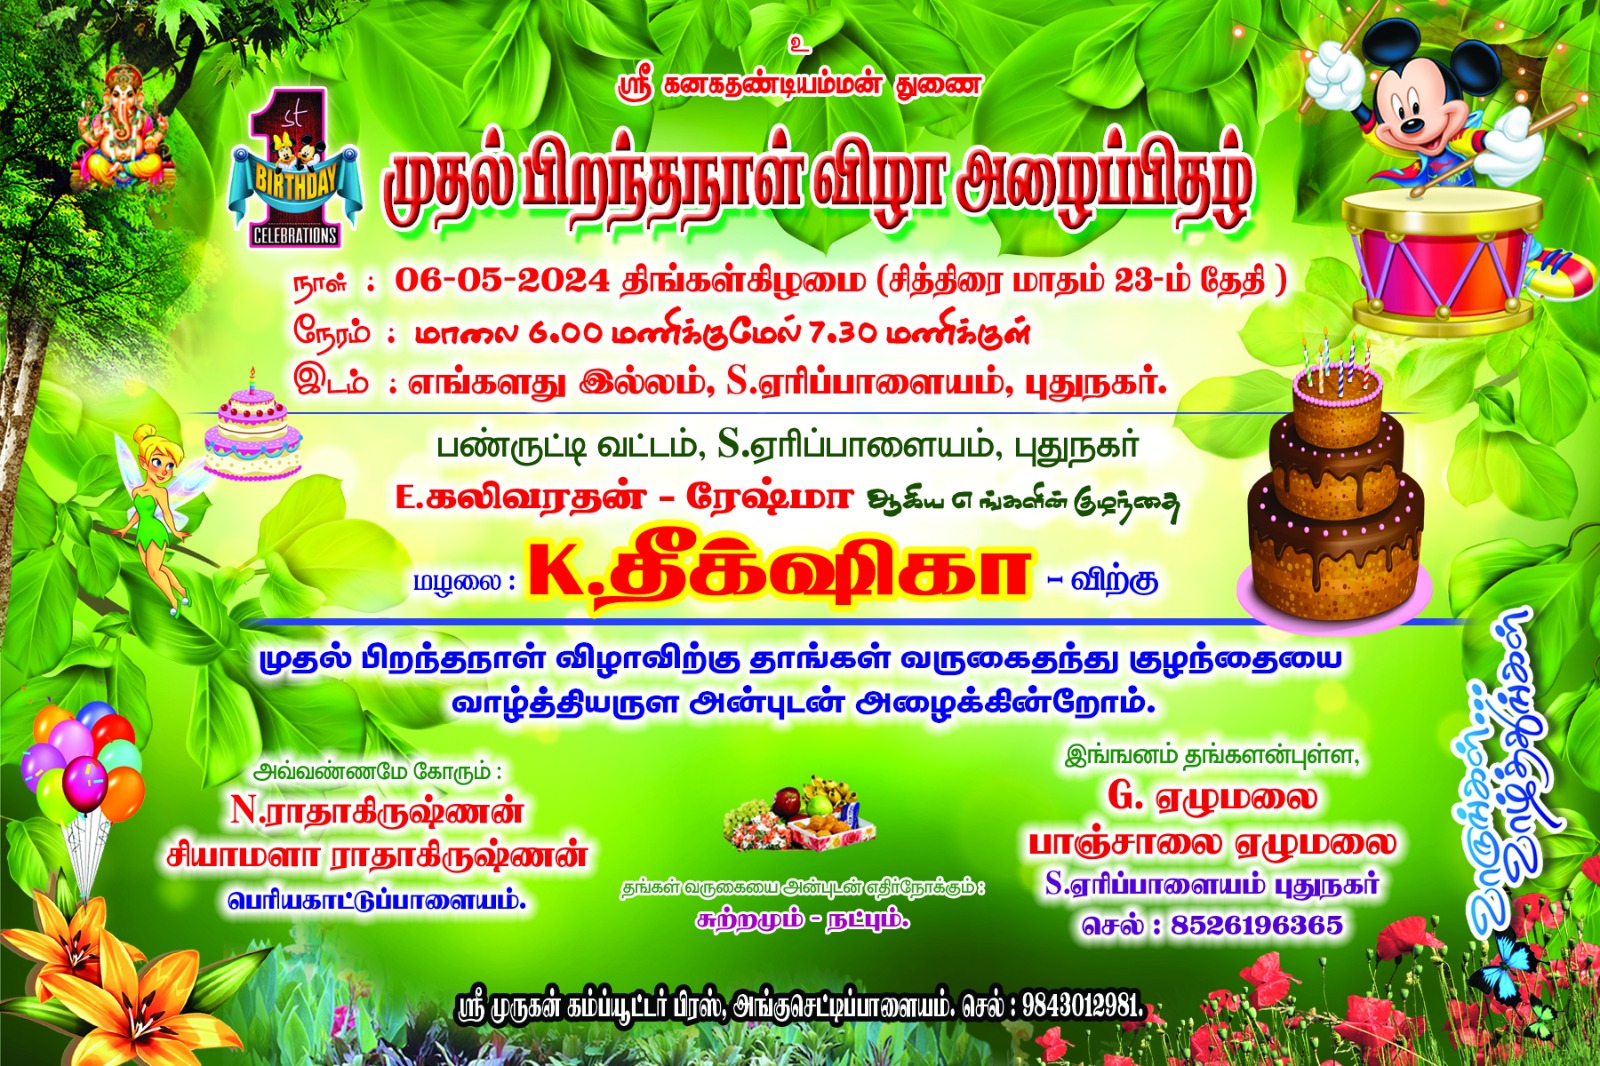 உ
ஸ்ரீ கனகதண்டியம்மன் துணை
1st
BIRTHDAY
CELEBRATIONS
முதல் பிறந்தநாள் விழா அழைப்பிதழ்
நாள் : 06-05-2024 திங்கள்கிழமை (சித்திரை மாதம் 23-ம் தேதி )
நேரம் : மாலை 6.00 மணிக்குமேல் 7.30 மணிக்குள்
இடம் : எங்களது இல்லம், S.ஏரிப்பாளையம், புதுநகர்.
பண்ருட்டி வட்டம், S.ஏரிப்பாளையம், புதுநகர்
E.கலிவரதன் - ரேஷ்மா ஆகிய எங்களின் குழந்தை
மழலை : K.தீக்ஷிகா - விற்கு
முதல் பிறந்தநாள் விழாவிற்கு தாங்கள் வருகைதந்து குழந்தையை
வாழ்த்தியருள அன்புடன் அழைக்கின்றோம்.
அவ்வண்ணமே கோரும் :
N.ராதாகிருஷ்ணன்
சியாமளா ராதாகிருஷ்ணன்
பெரியகாட்டுப்பாளையம்.
தங்கள் வருகையை அன்புடன் எதிர்நோக்கும் :
சுற்றமும் - நட்பும்.
இங்ஙனம் தங்களன்புள்ள,
G. ஏழுமலை
பாஞ்சாலை ஏழுமலை
S.ஏரிப்பாளையம் புதுநகர்
செல் : 8526196365
வாருங்கள்...
வாழ்த்துங்கள்
ஸ்ரீ முருகன் கம்ப்யூட்டர் பிரஸ், அங்குசெட்டிப்பாளையம். செல் : 9843012981.